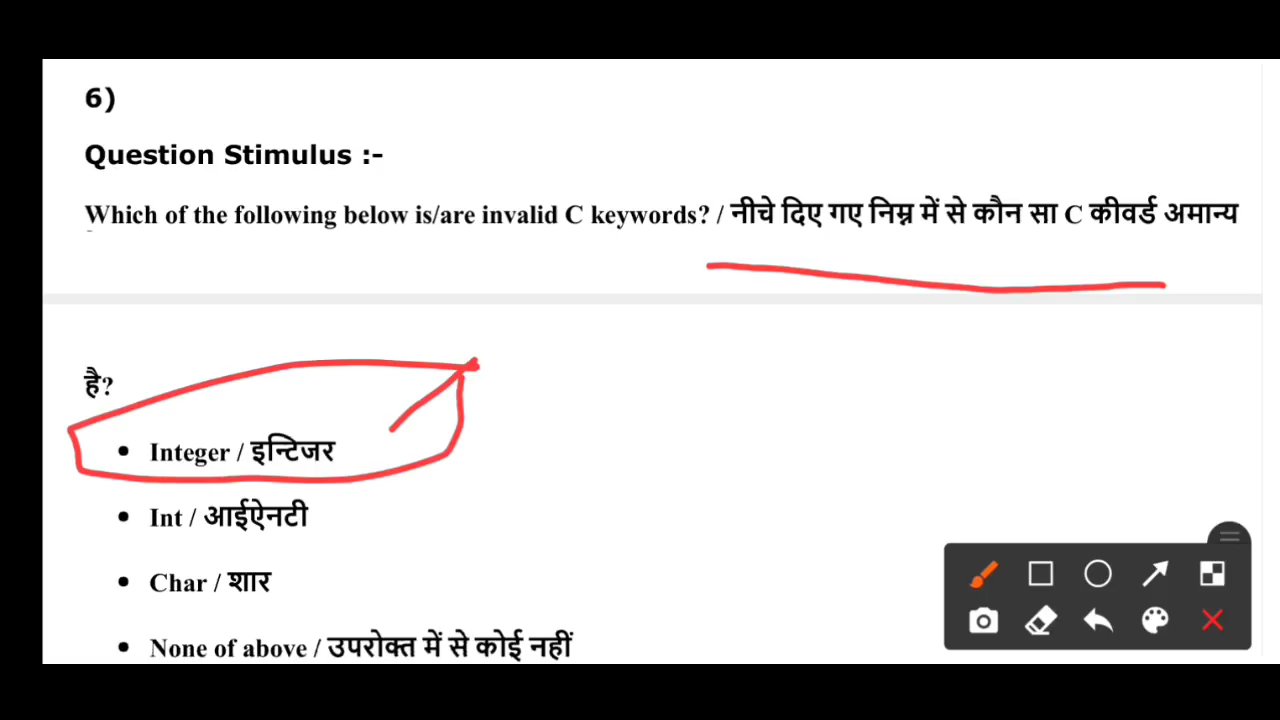 6)
Question Stimulus :-
Which of the following below is/are invalid C keywords? / नीचे दिए गए निम्न में से कौन सा C कीवर्ड अमान्य
है?
• Integer / इन्टिजर
• Int / आईऐनटी
• Char / शार
• None of above / उपरोक्त में से कोई नहीं